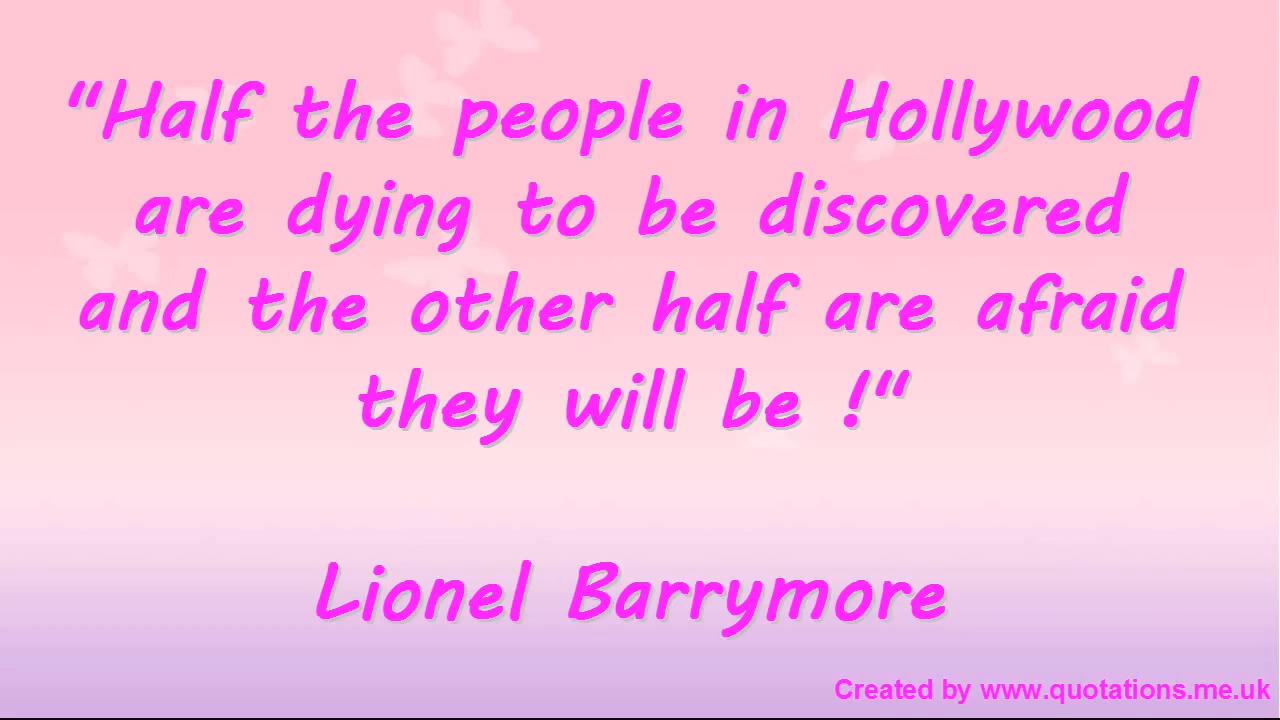 "Half the people in Hollywood
are dying to be discovered
and the other half are afraid
they will be !"
Lionel Barrymore
Created by www.quotations.me.uk